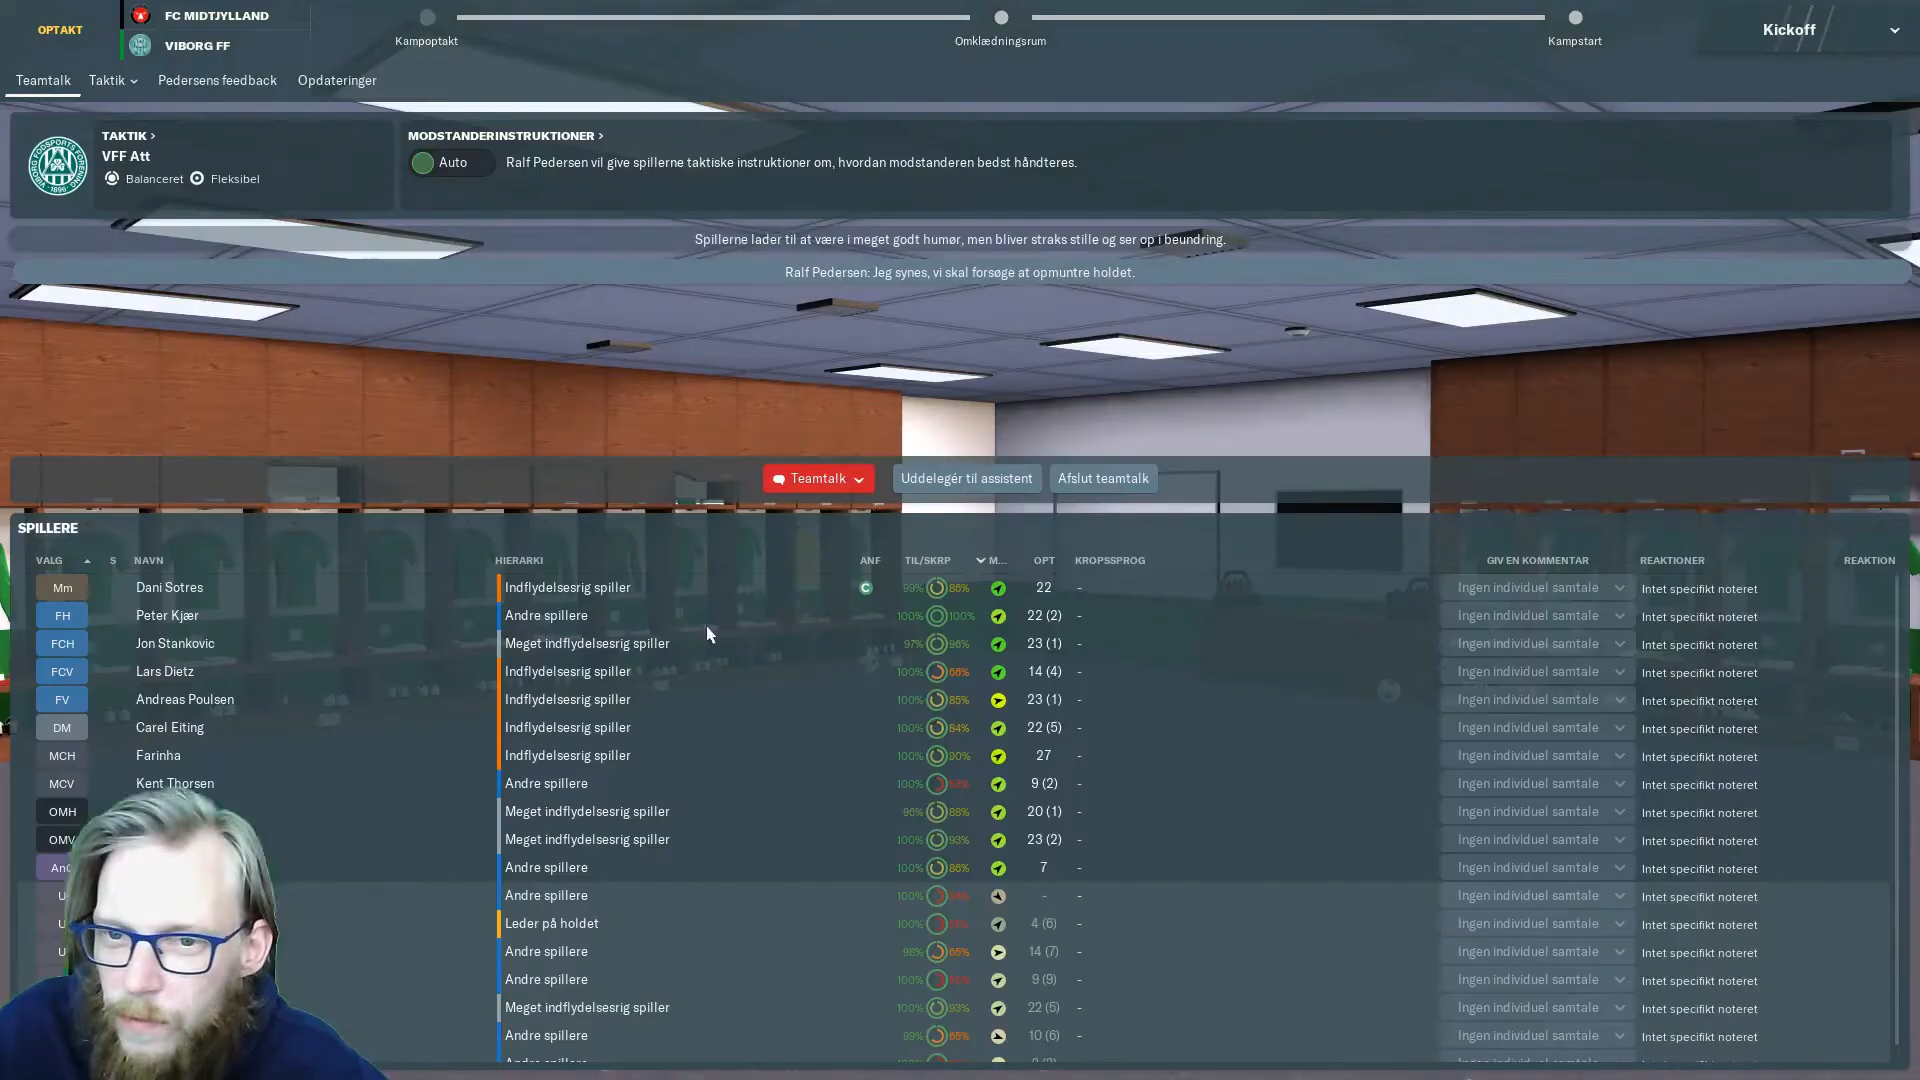 OPTAKT
FC MIDTJYLLAND
VIBORG FF
Kampoptakt
Omklædningsrum
Kampstart
Kickoff
Teamtalk Taktik Pedersens feedback Opdateringer
TAKTIK >
VFF Att
Balanceret Fleksibel
MODSTANDERINSTRUKTIONER >
Auto Ralf Pedersen vil give spillerne taktiske instruktioner om, hvordan modstanderen bedst håndteres.
Spillerne lader til at være i meget godt humør, men bliver straks stille og ser op i beundring.
Ralf Pedersen: Jeg synes, vi skal forsøge at opmuntre holdet.
Teamtalk Uddelegér til assistent Afslut teamtalk
SPILLERE
VALG S NAVN HIERARKI ANF TIL/SKRP M... OPT KROPSSPROG GIV EN KOMMENTAR REAKTIONER REAKTION
Mm Dani Sotres Indflydelsesrig spiller C 99% 86% 22 - Ingen individuel samtale Intet specifikt noteret
FH Peter Kjær Andre spillere 100% 100% 22 (2) - Ingen individuel samtale Intet specifikt noteret
FCH Jon Stankovic Meget indflydelsesrig spiller 97% 96% 23 (1) - Ingen individuel samtale Intet specifikt noteret
FCV Lars Dietz Indflydelsesrig spiller 100% 66% 14 (4) - Ingen individuel samtale Intet specifikt noteret
FV Andreas Poulsen Indflydelsesrig spiller 100% 85% 23 (1) - Ingen individuel samtale Intet specifikt noteret
DM Carel Eiting Indflydelsesrig spiller 100% 84% 22 (5) - Ingen individuel samtale Intet specifikt noteret
MCH Farinha Indflydelsesrig spiller 100% 90% 27 - Ingen individuel samtale Intet specifikt noteret
MCV Kent Thorsen Andre spillere 100% 9 (2) - Ingen individuel samtale Intet specifikt noteret
OMH Meget indflydelsesrig spiller 96% 88% 20 (1) - Ingen individuel samtale Intet specifikt noteret
OMV Meget indflydelsesrig spiller 100% 93% 23 (2) - Ingen individuel samtale Intet specifikt noteret
Andre spillere 100% 86% 7 - Ingen individuel samtale Intet specifikt noteret
Andre spillere 100% - - Ingen individuel samtale Intet specifikt noteret
Leder på holdet 100% 4 (6) - Ingen individuel samtale Intet specifikt noteret
Andre spillere 98% 65% 14 (7) - Ingen individuel samtale Intet specifikt noteret
Andre spillere 100% 9 (9) - Ingen individuel samtale Intet specifikt noteret
Meget indflydelsesrig spiller 100% 93% 22 (5) - Ingen individuel samtale Intet specifikt noteret
Andre spillere 99% 65% 10 (6) - Ingen individuel samtale Intet specifikt noteret